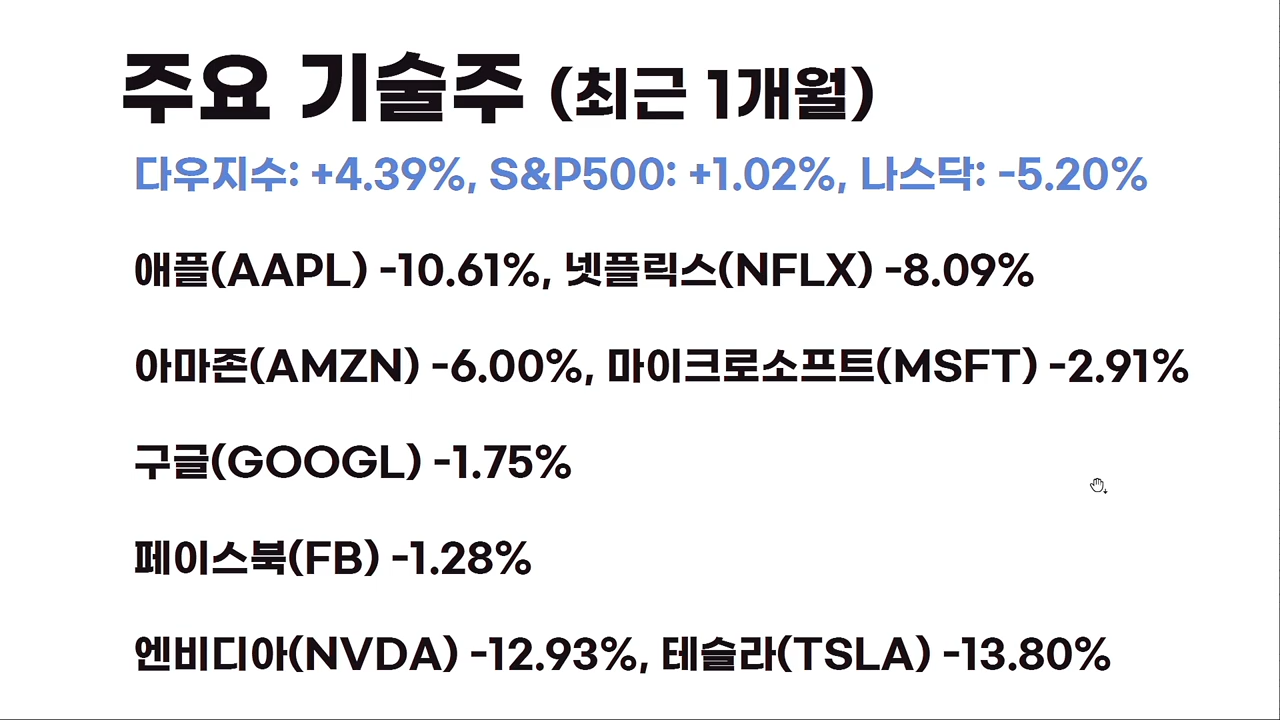 주요 기술주 (최근 1개월)
다우지수: +4.39%, S&P500: +1.02%, 나스닥: -5.20%
애플(AAPL) -10.61%, 넷플릭스(NFLX) -8.09%
아마존(AMZN) -6.00%, 마이크로소프트(MSFT) -2.91%
구글(GOOGL) -1.75%
페이스북(FB) -1.28%
엔비디아(NVDA) -12.93%, 테슬라(TSLA) -13.80%